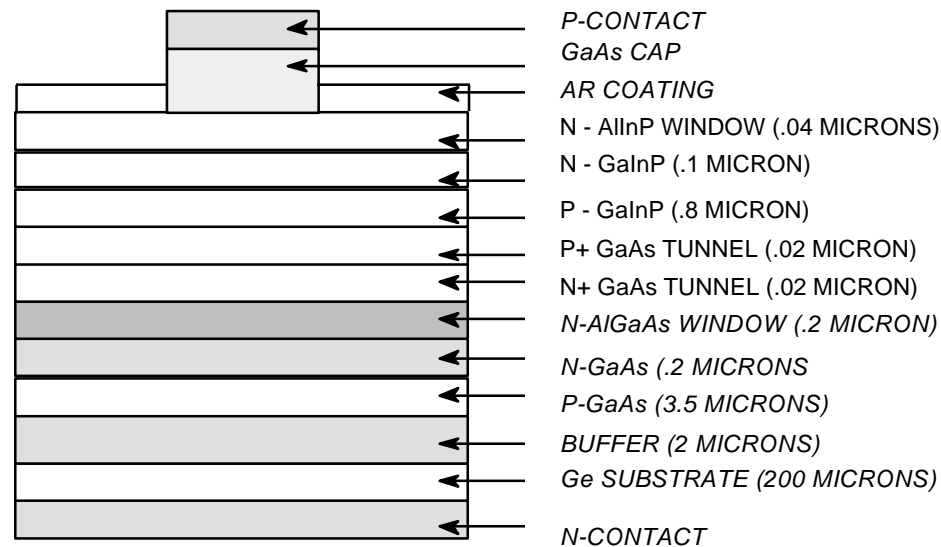 P-CONTACT
GaAs CAP
AR COATING
N - AlInP WINDOW (.04 MICRONS)
N - GaInP (.1 MICRON)
P - GaInP (.8 MICRON)
P+ GaAs TUNNEL (.02 MICRON)
N+ GaAs TUNNEL (.02 MICRON)
N-AlGaAs WINDOW (.2 MICRON)
N-GaAs (.2 MICRONS
P-GaAs (3.5 MICRONS)
BUFFER (2 MICRONS)
Ge SUBSTRATE (200 MICRONS)
N-CONTACT